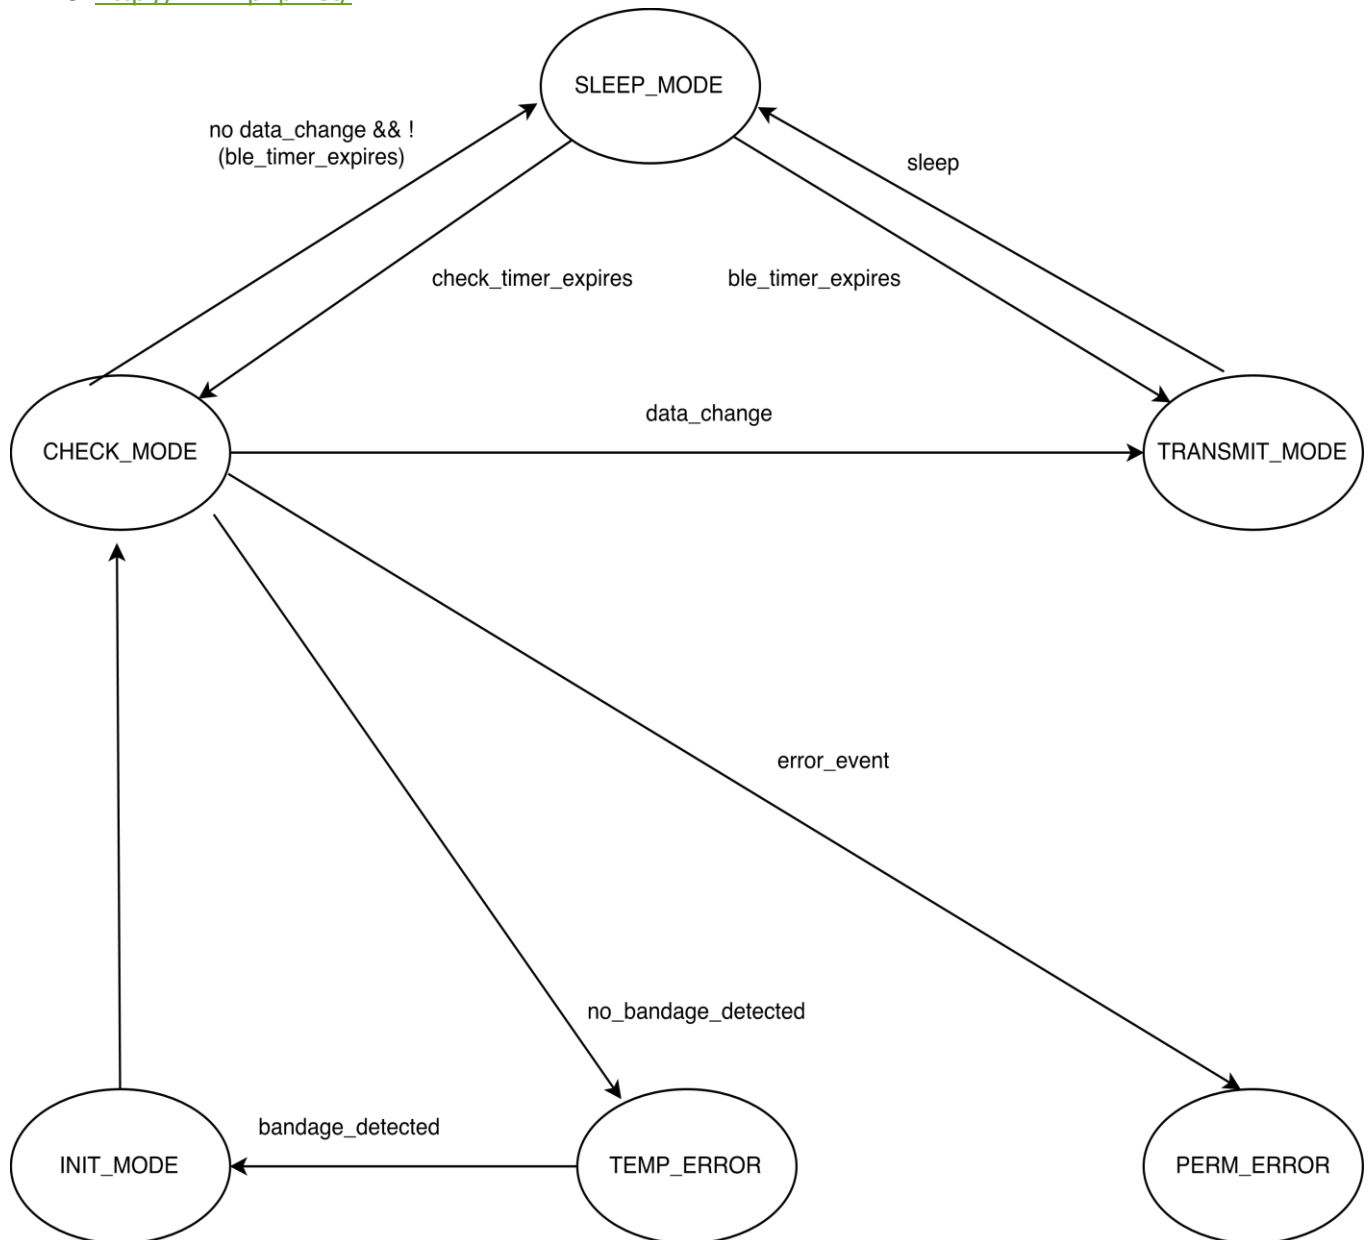 SLEEP_MODE
no data_change && !
(ble_timer_expires)
sleep
check_timer_expires
ble_timer_expires
data_change
CHECK_MODE
TRANSMIT_MODE
error_event
no_bandage_detected
bandage_detected
INIT_MODE
TEMP_ERROR
PERM_ERROR